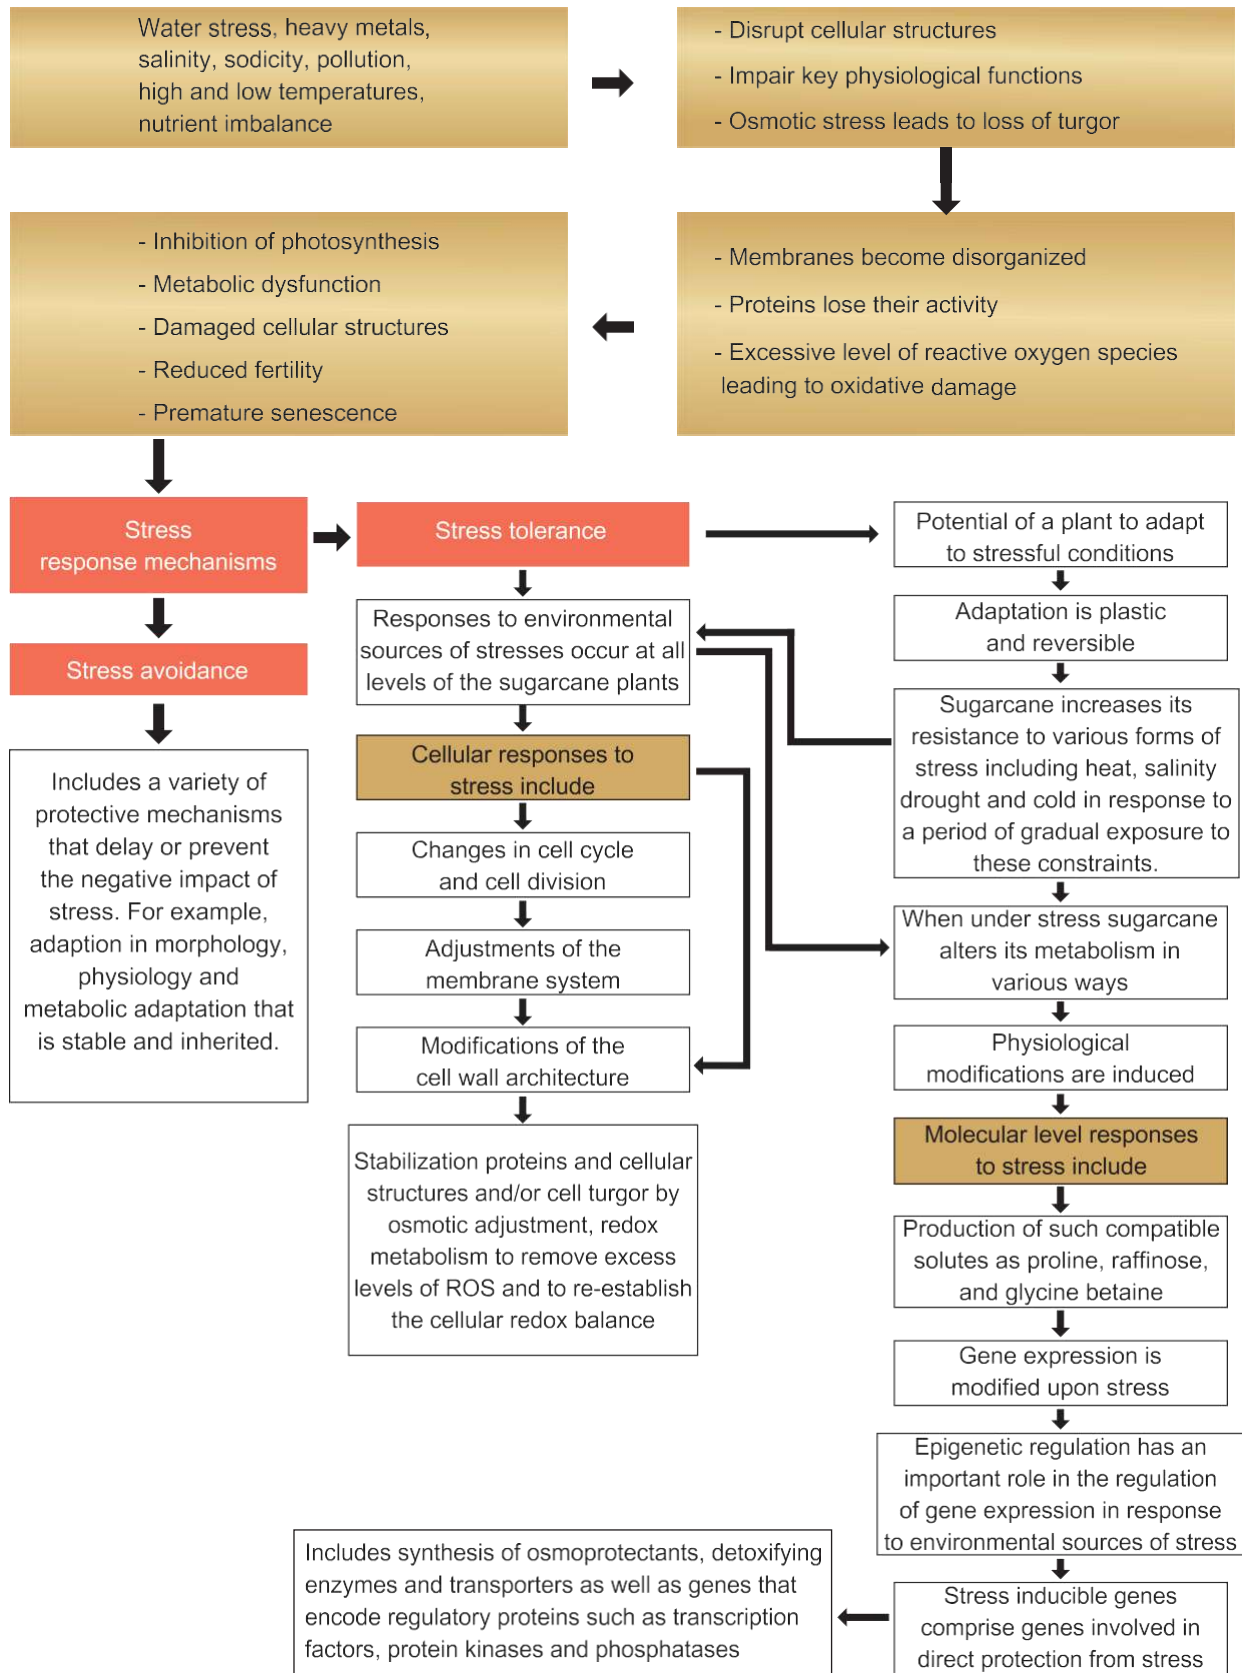 Water stress, heavy metals,
salinity, sodicity, pollution,
high and low temperatures,
nutrient imbalance
- Disrupt cellular structures
- Impair key physiological functions
- Osmotic stress leads to loss of turgor
- Membranes become disorganized
- Proteins lose their activity
- Excessive level of reactive oxygen species
leading to oxidative damage
- Inhibition of photosynthesis
- Metabolic dysfunction
- Damaged cellular structures
- Reduced fertility
- Premature senescence
Stress
response mechanisms
Stress avoidance
Includes a variety of
protective mechanisms
that delay or prevent
the negative impact of
stress. For example,
adaption in morphology,
physiology and
metabolic adaptation that
is stable and inherited.
Stress tolerance
Responses to environmental
sources of stresses occur at all
levels of the sugarcane plants
Cellular responses to
stress include
Changes in cell cycle
and cell division
Adjustments of the
membrane system
Modifications of the
cell wall architecture
Stabilization proteins and cellular
structures and/or cell turgor by
osmotic adjustment, redox
metabolism to remove excess
levels of ROS and to re-establish
the cellular redox balance
Potential of a plant to adapt
to stressful conditions
Adaptation is plastic
and reversible
Sugarcane increases its
resistance to various forms of
stress including heat, salinity
drought and cold in response to
a period of gradual exposure to
these constraints.
When under stress sugarcane
alters its metabolism in
various ways
Physiological
modifications are induced
Molecular level responses
to stress include
Production of such compatible
solutes as proline, raffinose,
and glycine betaine
Gene expression is
modified upon stress
Epigenetic regulation has an
important role in the regulation
of gene expression in response
to environmental sources of stress
Stress inducible genes
comprise genes involved in
direct protection from stress
Includes synthesis of osmoprotectants, detoxifying
enzymes and transporters as well as genes that
encode regulatory proteins such as transcription
factors, protein kinases and phosphatases